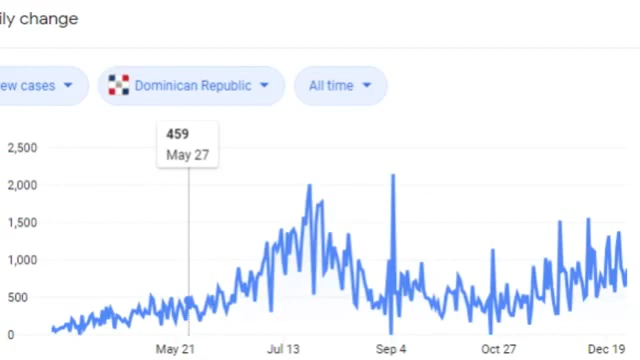 ily change
ew cases
Dominican Republic
All time
459
May 27
2,500
2,000
1,500
1,000
500
0
May 21
Jul 13
Sep 4
Oct 27
Dec 19